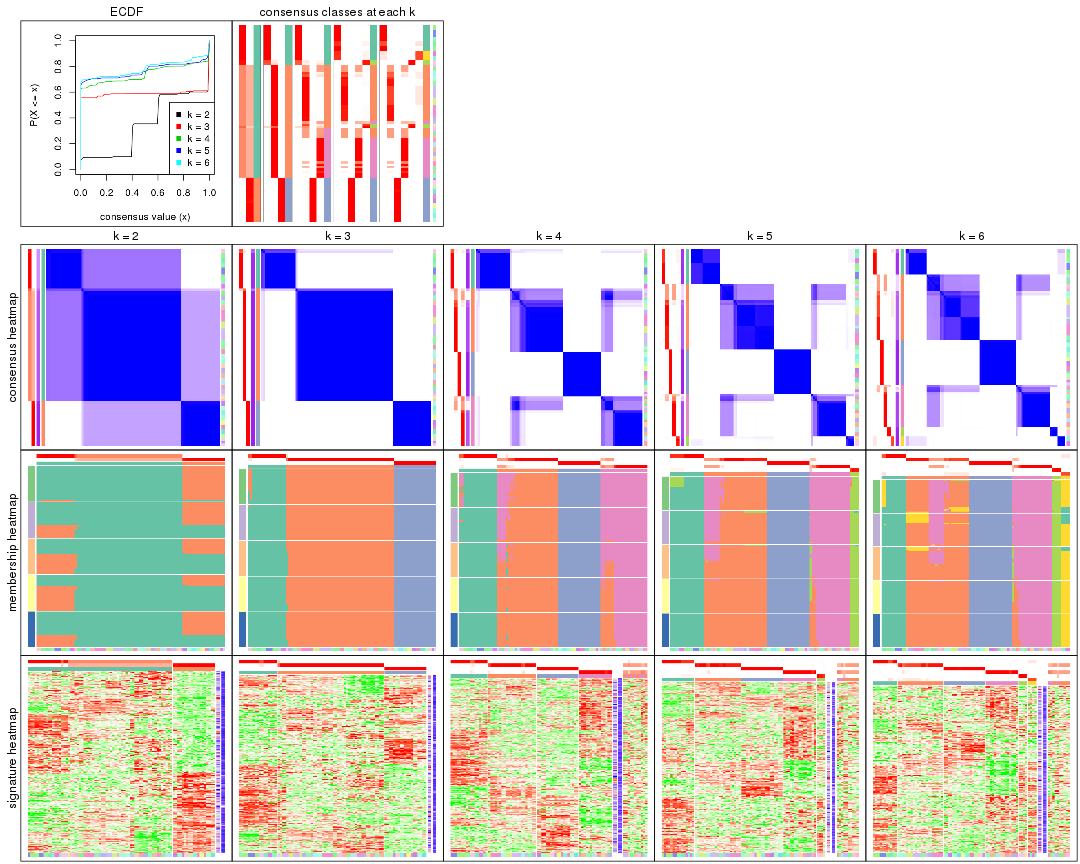 ECDF
consensus classes at each k
P(X <= x)
0.0 0.2 0.4 0.6 0.8 1.0
k = 2
k = 3
k = 4
k = 5
k = 6
0.0 0.2 0.4 0.6 0.8 1.0
consensus value (x)
k = 2
k = 3
k = 4
k = 5
k = 6
consensus heatmap
membership heatmap
signature heatmap